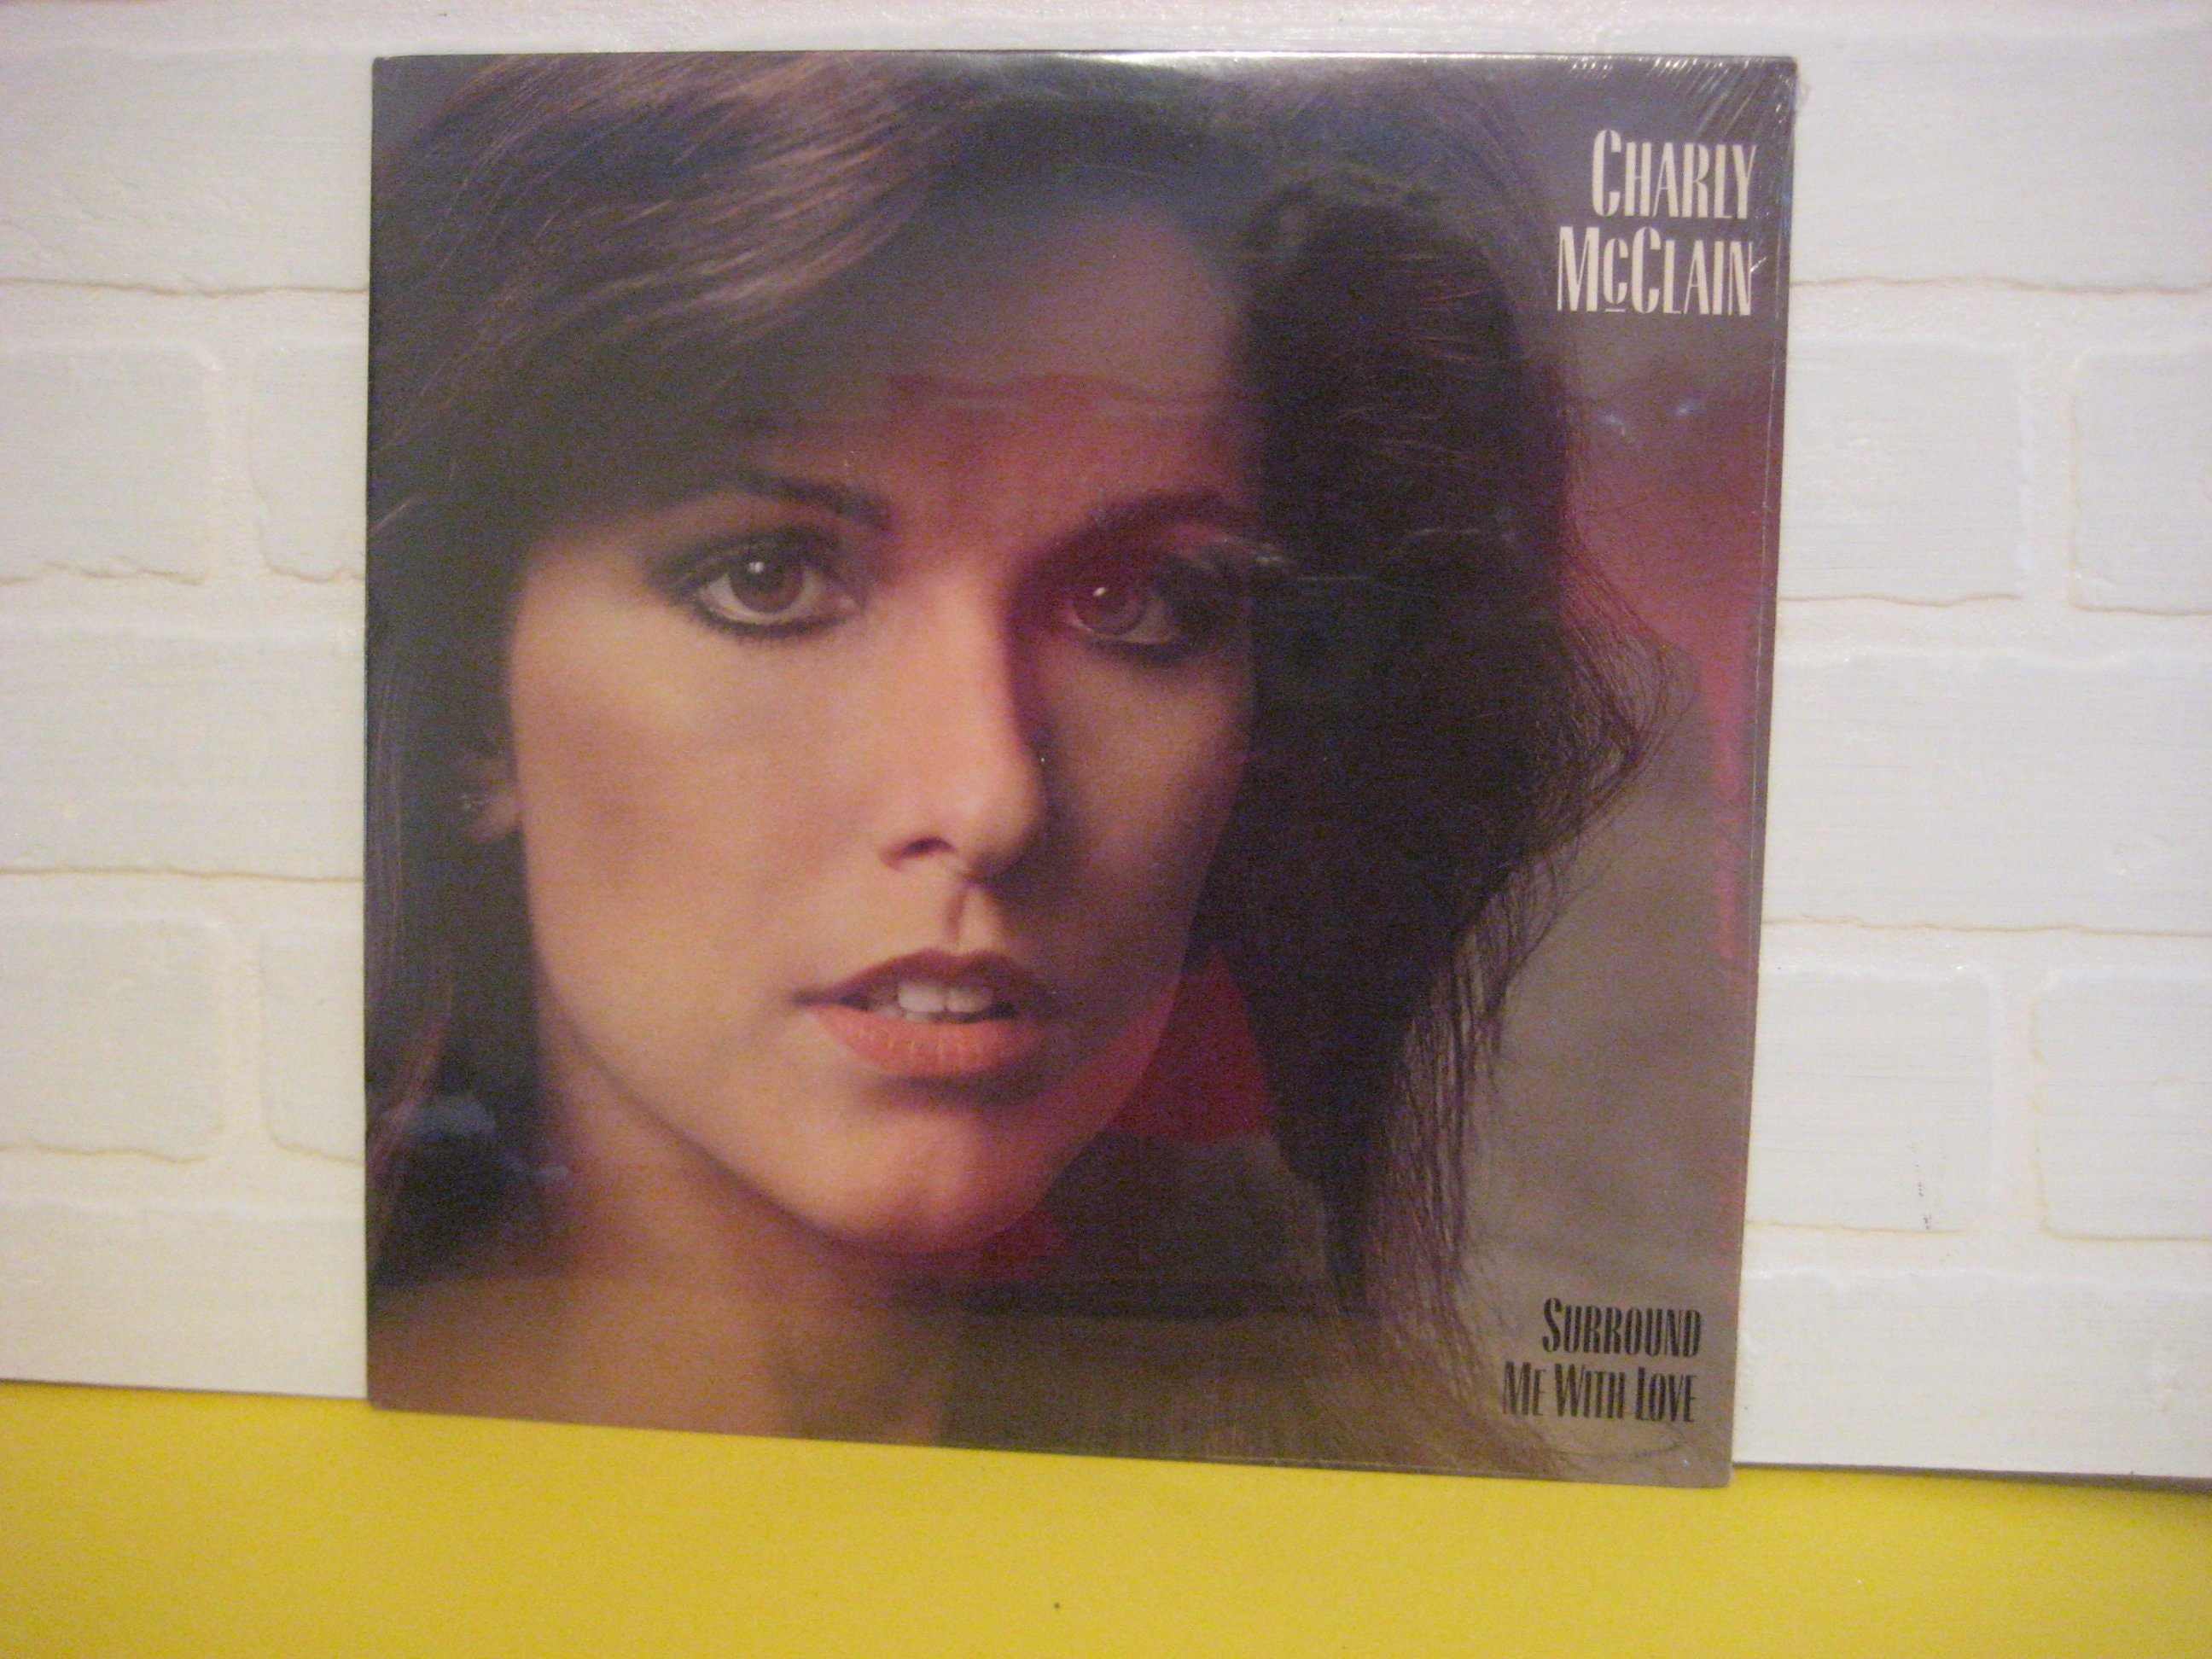 CHARLY
McCLAIN
SURROUND
ME WITH LOVE